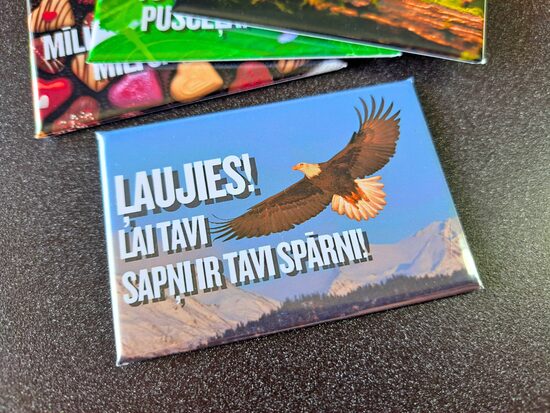 ĻAUJIES!
LAI TAVI
SAPŅI IR TAVI SPĀRNI!